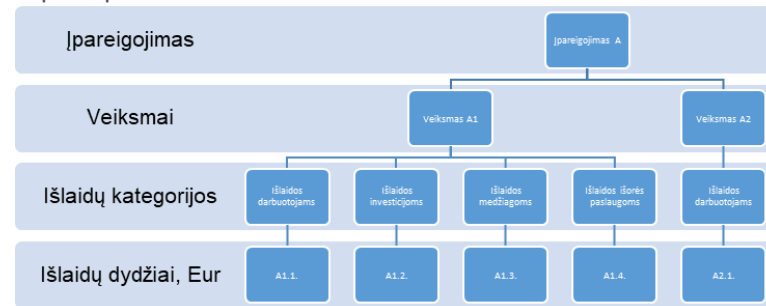 Įpareigojimas
Įpareigojimas A
Veiksmai
Veiksmas A1
Veiksmas A2
Išlaidų kategorijos
Išlaidos
darbuotojams
Išlaidos
investicijoms
Išlaidos
medžiagoms
Išlaidos išorės
paslaugoms
Išlaidos
darbuotojams
Išlaidų dydžiai, Eur
A1.1.
A1.2.
A1.3.
A1.4.
A2.1.